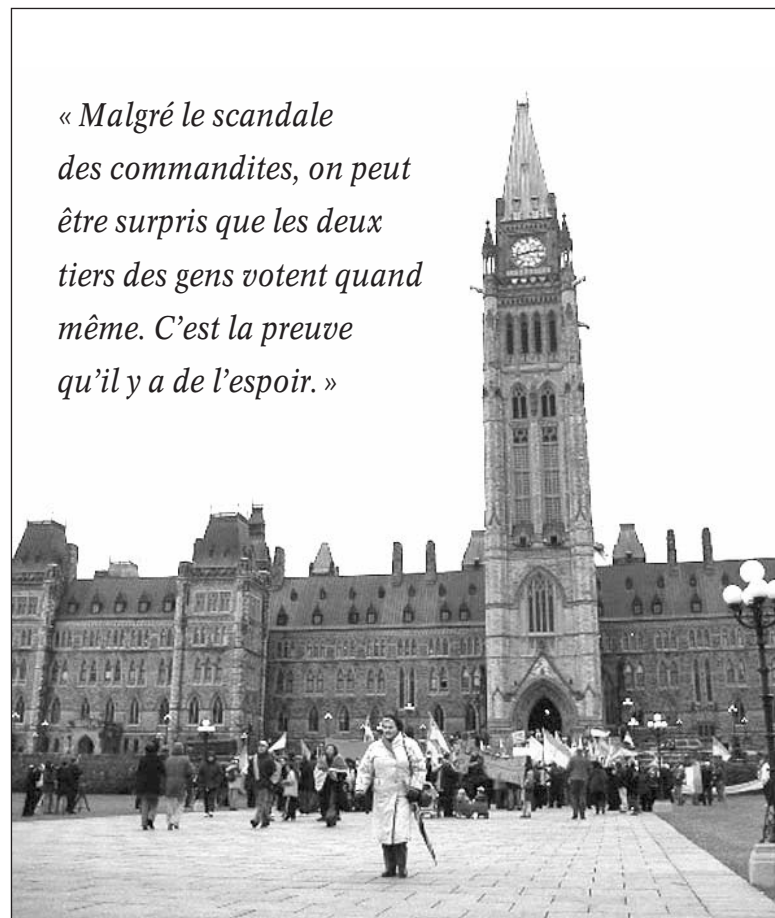 « Malgré le scandale
des commandites, on peut
être surpris que les deux
tiers des gens votent quand
même. C’est la preuve
qu’il y a de l’espoir. »